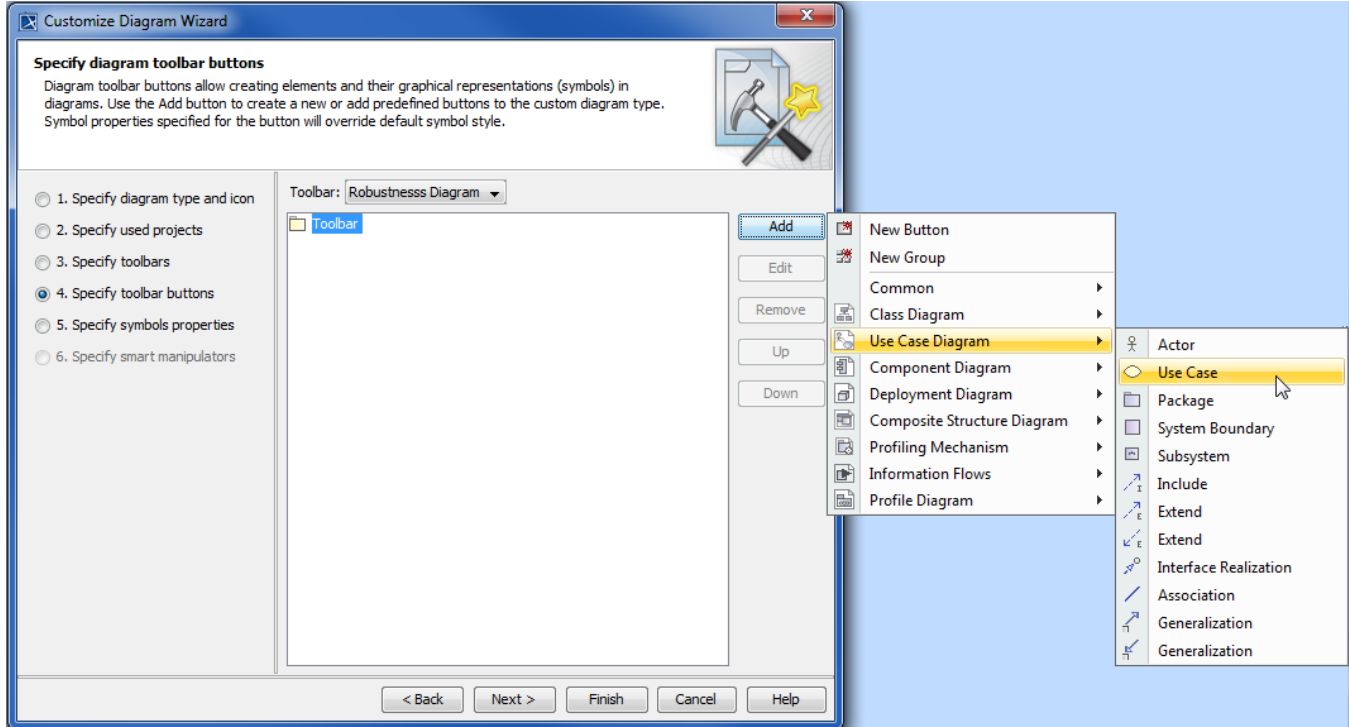 Customize Diagram Wizard
Specify diagram toolbar buttons
Diagram toolbar buttons allow creating elements and their graphical representations (symbols) in
diagrams. Use the Add button to create a new or add predefined buttons to the custom diagram type.
Symbol properties specified for the button will override default symbol style.
1. Specify diagram type and icon
2. Specify used projects
3. Specify toolbars
4. Specify toolbar buttons
5. Specify symbols properties
6. Specify smart manipulators
Toolbar: Robustnesss Diagram
Toolbar
Add
Edit
Remove
Up
Down
New Button
New Group
Common
Class Diagram
Use Case Diagram
Component Diagram
Deployment Diagram
Composite Structure Diagram
Profiling Mechanism
Information Flows
Profile Diagram
Actor
Use Case
Package
System Boundary
Subsystem
Include
Extend
Extend
Interface Realization
Association
Generalization
Generalization
< Back
Next >
Finish
Cancel
Help